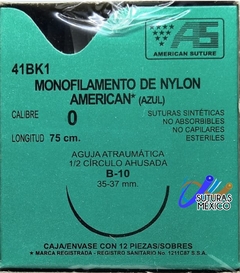 AS
AMERICAN SUTURE
41BK1
MONOFILAMENTO DE NYLON
AMERICAN* (AZUL)
CALIBRE 0
LONGITUD 75 cm.
SUTURAS SINTÉTICAS
NO ABSORBIBLES
NO CAPILARES
ESTERILES
AGUJA ATRAUMÁTICA
1/2 CÍRCULO AHUSADA
B-10
35-37 mm.
SUTURAS
MÉXICO
CAJA/ENVASE CON 12 PIEZAS/SOBRES
* MARCA REGISTRADA - REGISTRO SANITARIO No. 1211C87 S.S.A.